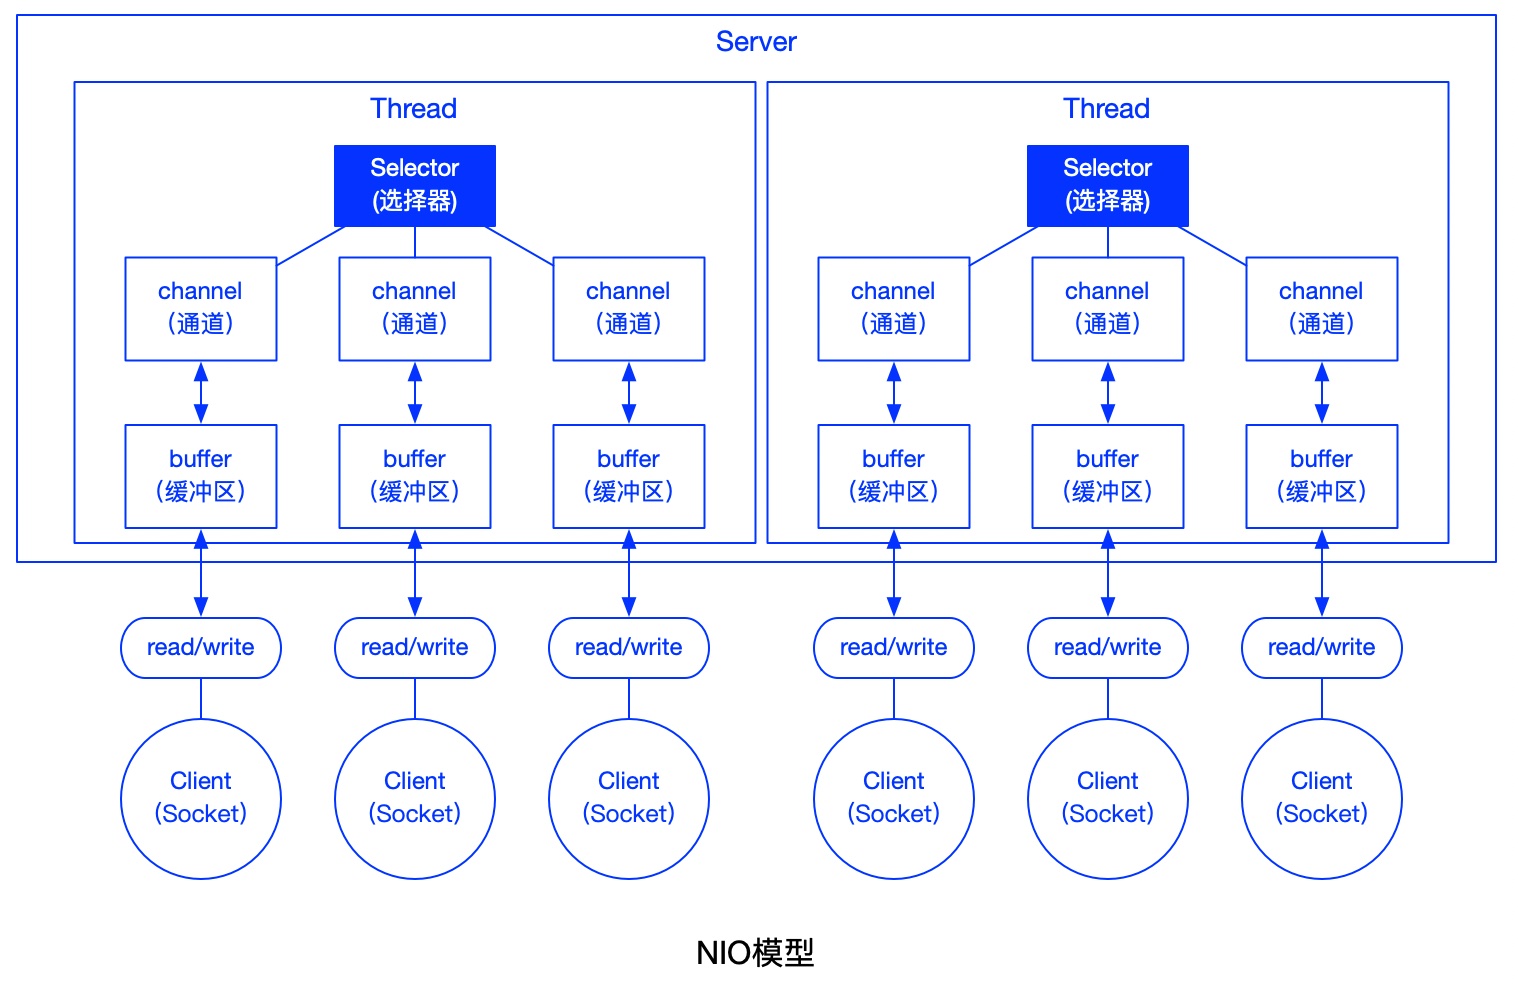 Server
Thread
Thread
Selector
(选择器)
Selector
(选择器)
channel
(通道)
channel
(通道)
channel
(通道)
channel
(通道)
channel
(通道)
channel
(通道)
buffer
(缓冲区)
buffer
(缓冲区)
buffer
(缓冲区)
buffer
(缓冲区)
buffer
(缓冲区)
buffer
(缓冲区)
read/write
read/write
read/write
read/write
read/write
read/write
Client
(Socket)
Client
(Socket)
Client
(Socket)
Client
(Socket)
Client
(Socket)
Client
(Socket)
NIO模型